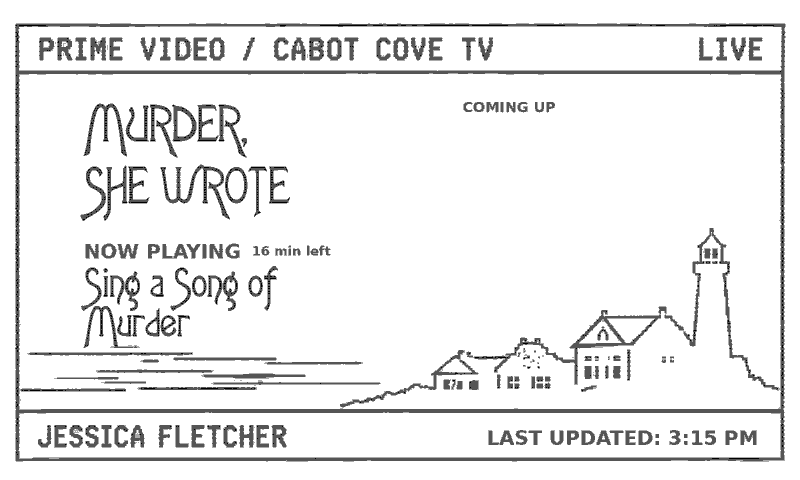 PRIME VIDEO / CABOT COVE TV
LIVE
MURDER,
SHE WROTE
COMING UP
NOW PLAYING 16 min left
Sing a Song of
Murder
JESSICA FLETCHER
LAST UPDATED: 3:15 PM